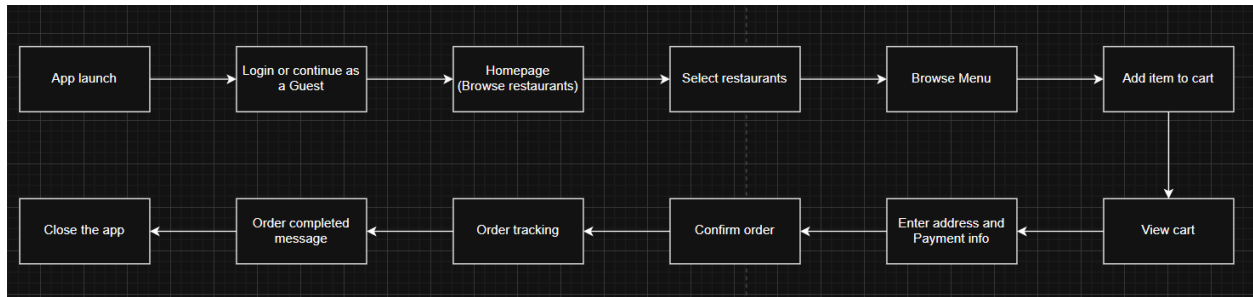 App launch
Login or continue as
a Guest
Homepage
(Browse restaurants)
Select restaurants
Browse Menu
Add item to cart
View cart
Enter address and
Payment info
Confirm order
Order tracking
Order completed
message
Close the app